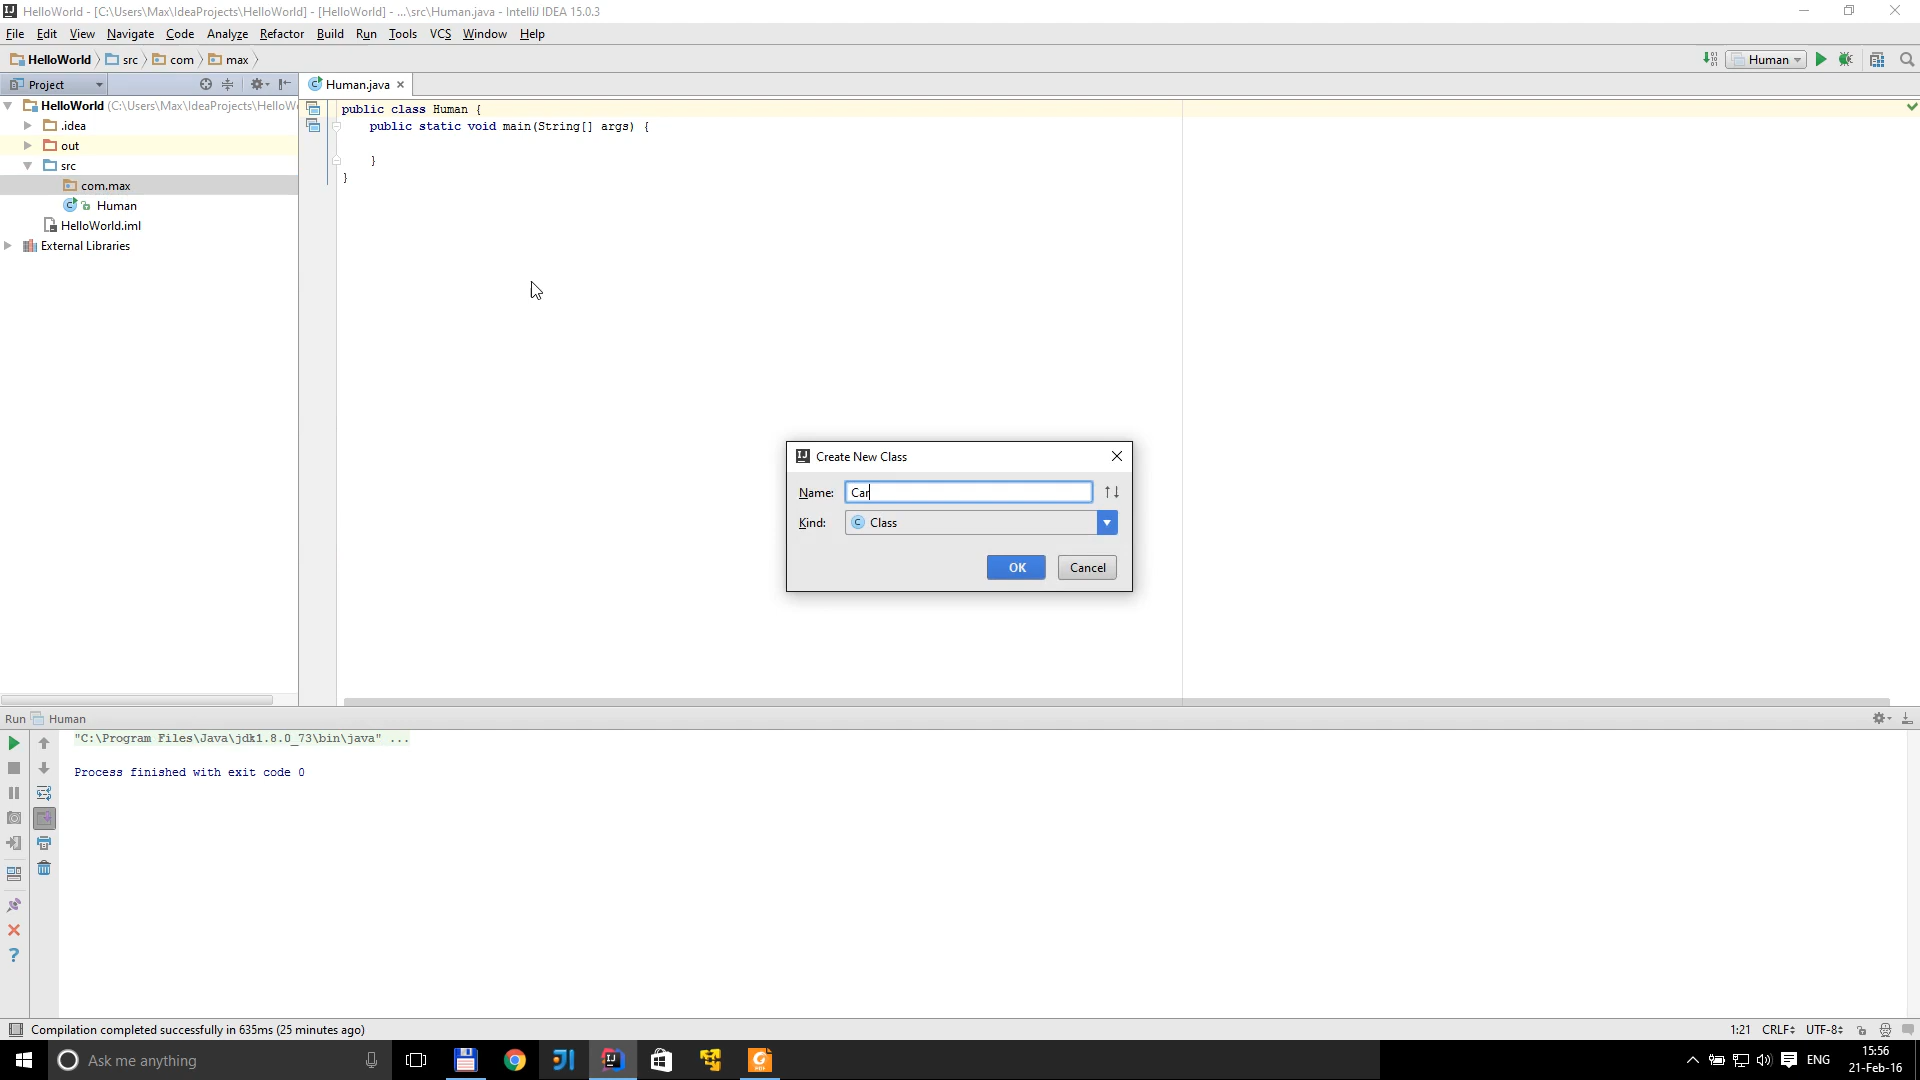 HelloWorld - [C:\Users\Max\IdeaProjects\HelloWorld] - [HelloWorld] - ...\src\Human.java - IntelliJ IDEA 15.0.3
File Edit View Navigate Code Analyze Refactor Build Run Tools VCS Window Help
HelloWorld src com max Human
Project Human.java
HelloWorld (C:\Users\Max\IdeaProjects\HelloW
.idea
out
src
com.max
Human
HelloWorld.iml
External Libraries
public class Human {
public static void main(String[] args) {
}
}
Create New Class
Name: Car
Kind: C Class
OK Cancel
Run Human
"C:\Program Files\Java\jdk1.8.0_73\bin\java" ...
Process finished with exit code 0
Compilation completed successfully in 635ms (25 minutes ago) 1:21 CRLF UTF-8
Ask me anything ENG 15:56
21-Feb-16